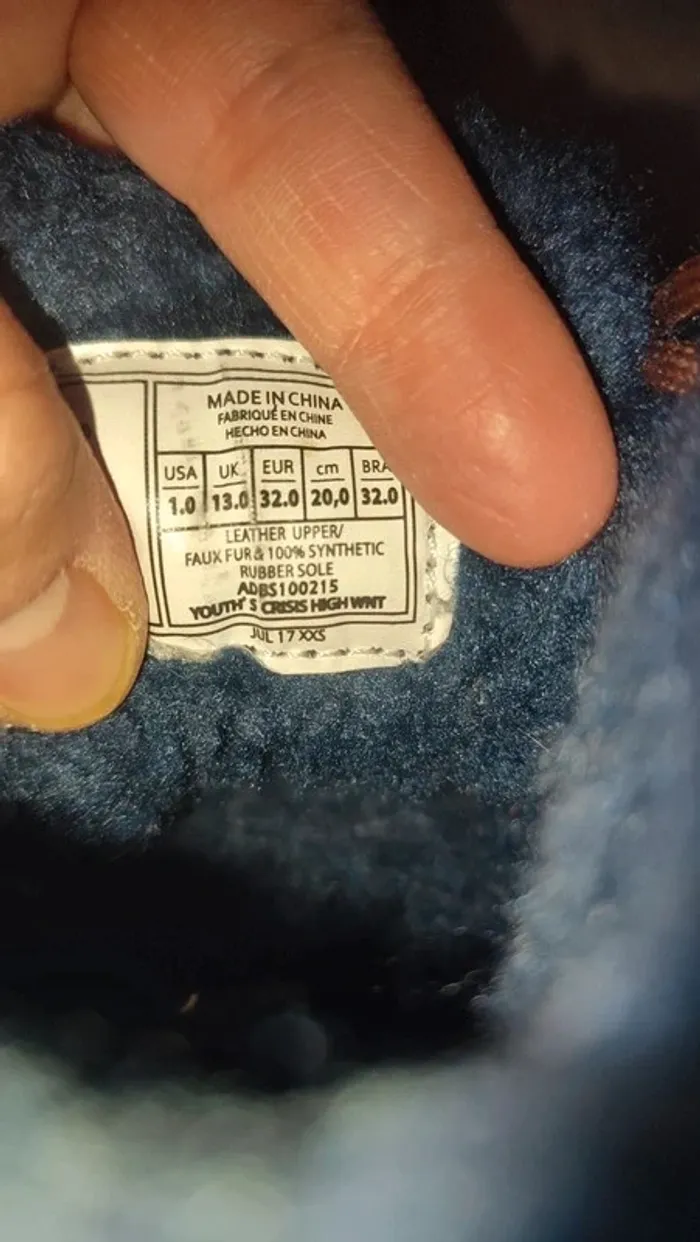 MADE IN CHINA
FABRIQUÉ EN CHINE
HECHO EN CHINA
USA UK EUR cm BRA
1.0 13.0 32.0 20,0 32.0
LEATHER UPPER/
FAUX FUR & 100% SYNTHETIC
RUBBER SOLE
ADBS100215
YOUTH'S CRISIS HIGH WNT
JUL 17 XXS